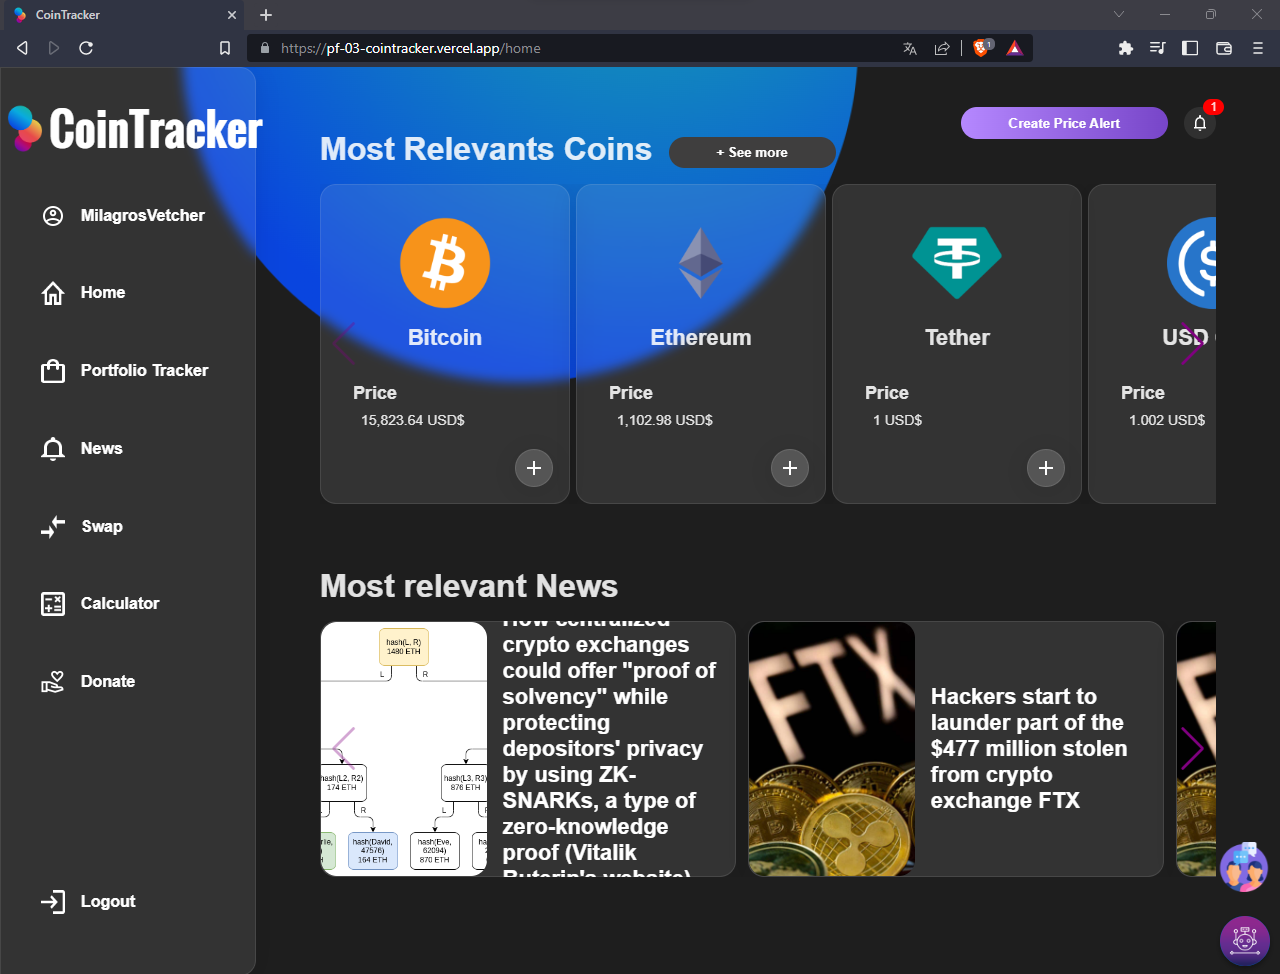 CoinTracker
https://pf-03-cointracker.vercel.app/home
1
CoinTracker
MilagrosVetcher
Home
Portfolio Tracker
News
Swap
Calculator
Donate
Logout
Create Price Alert
1
Most Relevants Coins
+ See more
Bitcoin
Price
15,823.64 USD$
Ethereum
Price
1,102.98 USD$
Tether
Price
1 USD$
USD
Price
1.002 USD$
Most relevant News
hash(L, R)
1480 ETH
L
R
hash(L2, R2)
174 ETH
R
hash(L3, R3)
876 ETH
L
hash(David,
47576)
164 ETH
hash(Eve,
62094)
870 ETH
How centralized
crypto exchanges
could offer "proof of
solvency" while
protecting
depositors' privacy
by using ZK-
SNARKs, a type of
zero-knowledge
proof (Vitalik
Buterin's website)
FTX
Hackers start to
launder part of the
$477 million stolen
from crypto
exchange FTX